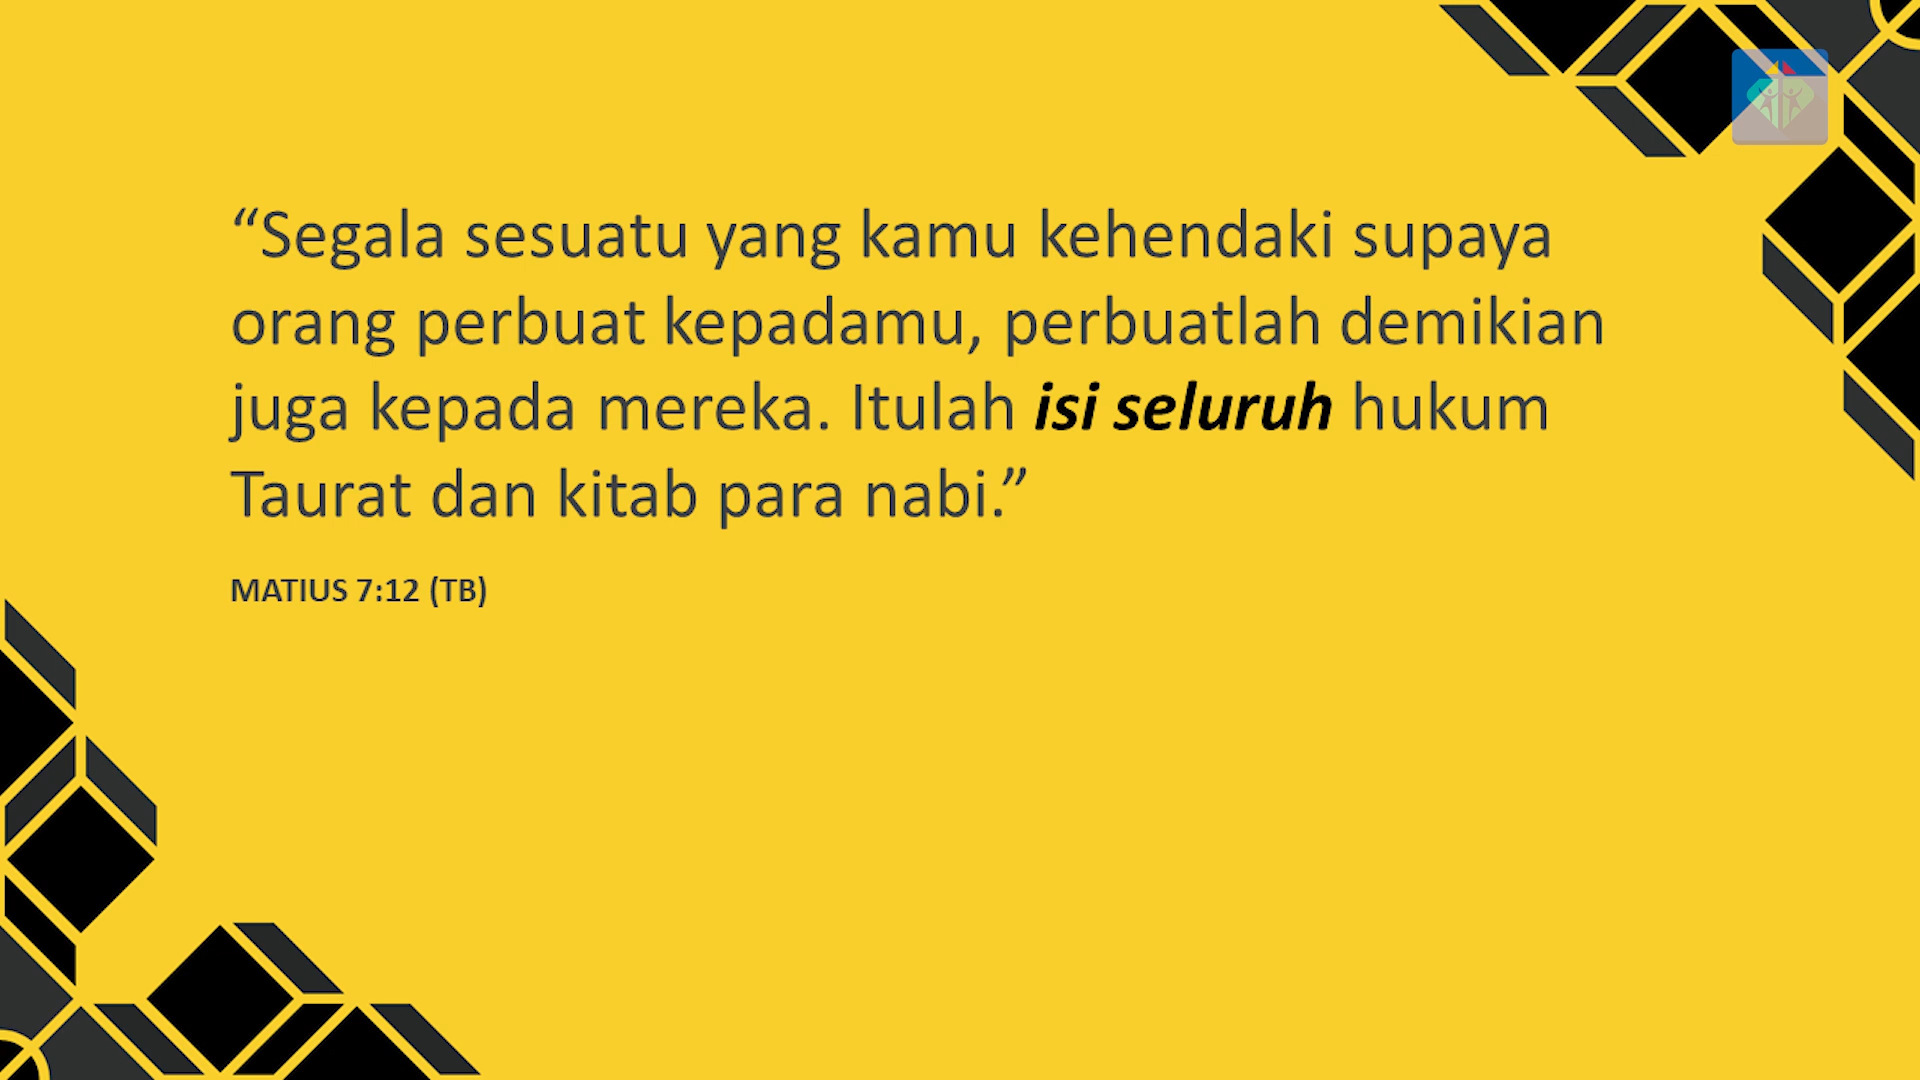 “Segala sesuatu yang kamu kehendaki supaya
orang perbuat kepadamu, perbuatlah demikian
juga kepada mereka. Itulah isi seluruh hukum
Taurat dan kitab para nabi.”
MATIUS 7:12 (TB)